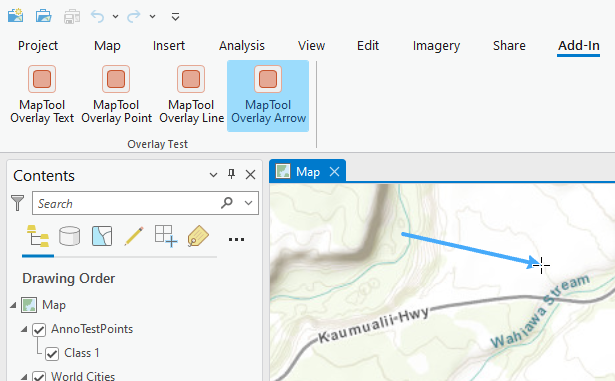 Project Map Insert Analysis View Edit Imagery Share Add-In
MapTool MapTool MapTool MapTool
Overlay Text Overlay Point Overlay Line Overlay Arrow
Overlay Test
Contents
Search
Drawing Order
Map
AnnoTestPoints
Class 1
World Cities
Map
Kaumualii Hwy
Wahiawa Stream